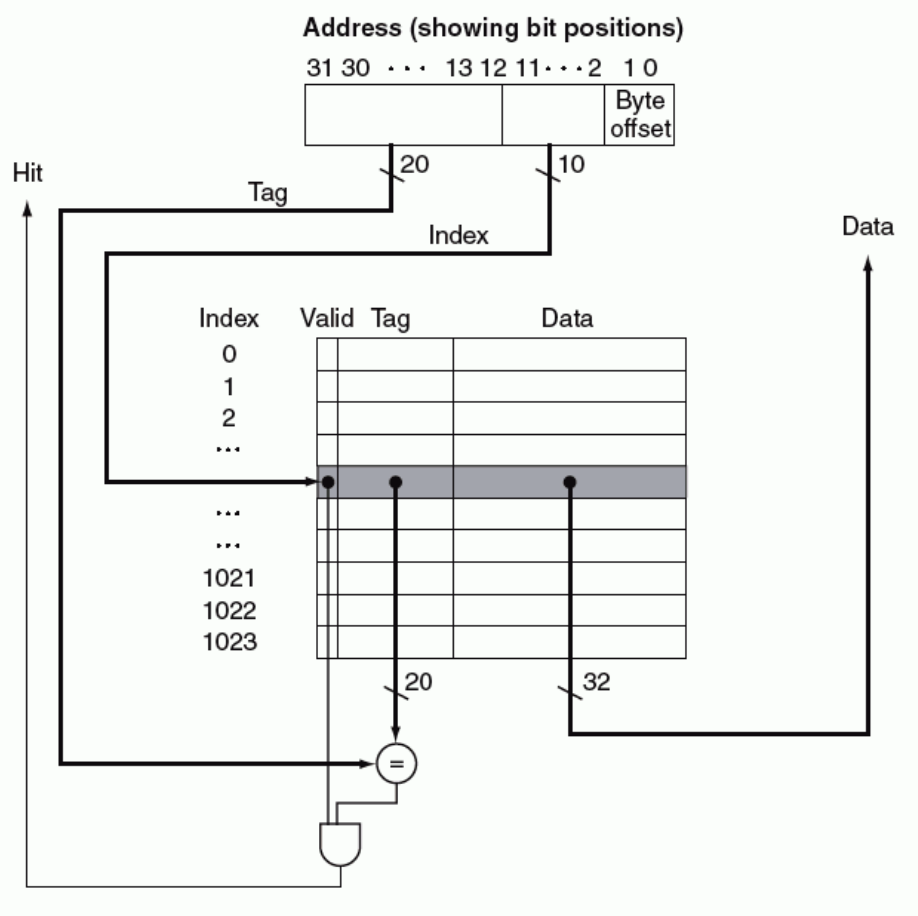 Address (showing bit positions)
31 30 ··· 13 12 11 ··· 2 1 0
Byte
offset
20 10
Hit
Tag
Index
Data
Index Valid Tag Data
0
1
2
...
...
...
1021
1022
1023
20 32
=